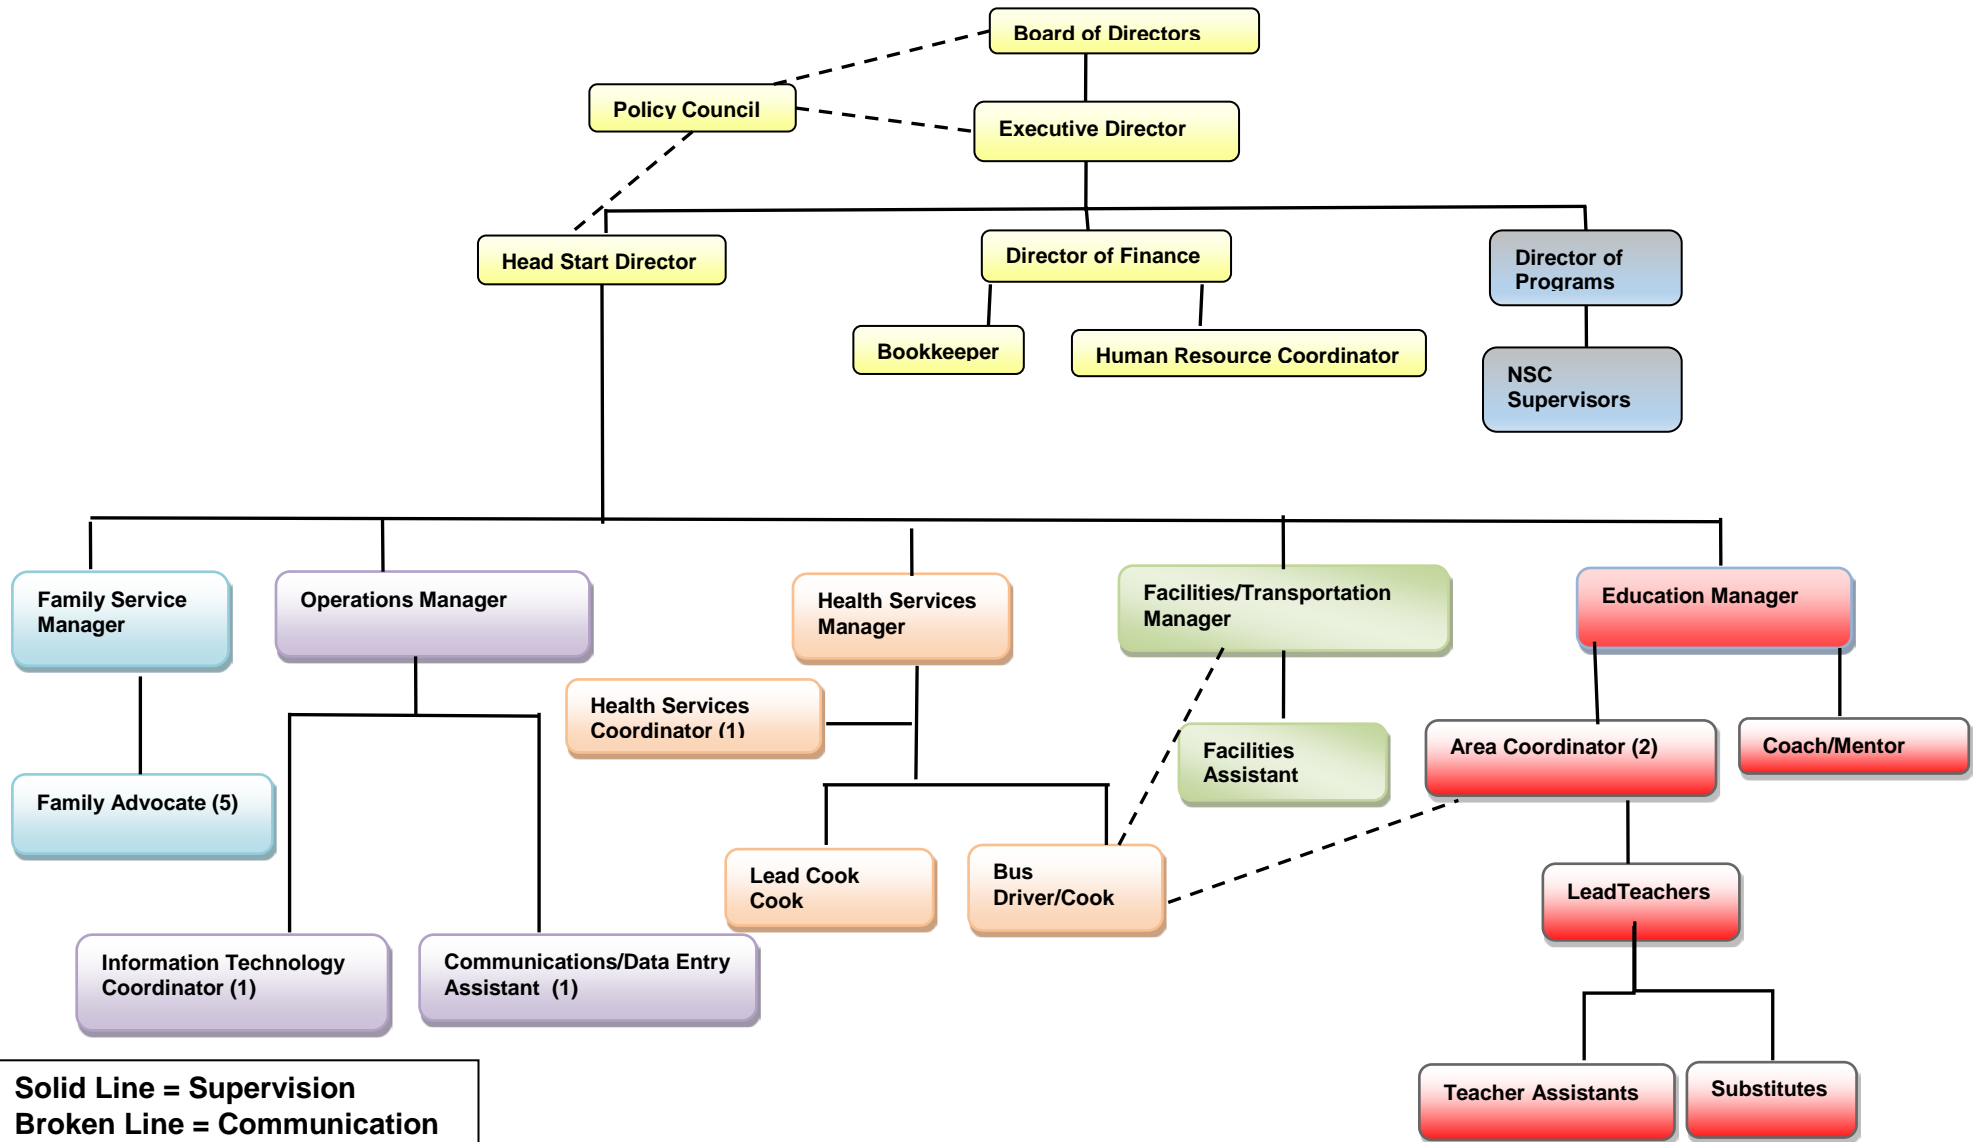 Board of Directors
Policy Council
Executive Director
Head Start Director
Director of Finance
Director of
Programs
Bookkeeper
Human Resource Coordinator
NSC
Supervisors
Family Service
Manager
Operations Manager
Health Services
Manager
Facilities/Transportation
Manager
Education Manager
Health Services
Coordinator (1)
Facilities
Assistant
Area Coordinator (2)
Coach/Mentor
Family Advocate (5)
Lead Cook
Cook
Bus
Driver/Cook
LeadTeachers
Information Technology
Coordinator (1)
Communications/Data Entry
Assistant  (1)
Teacher Assistants
Substitutes
Solid Line = Supervision
Broken Line = Communication